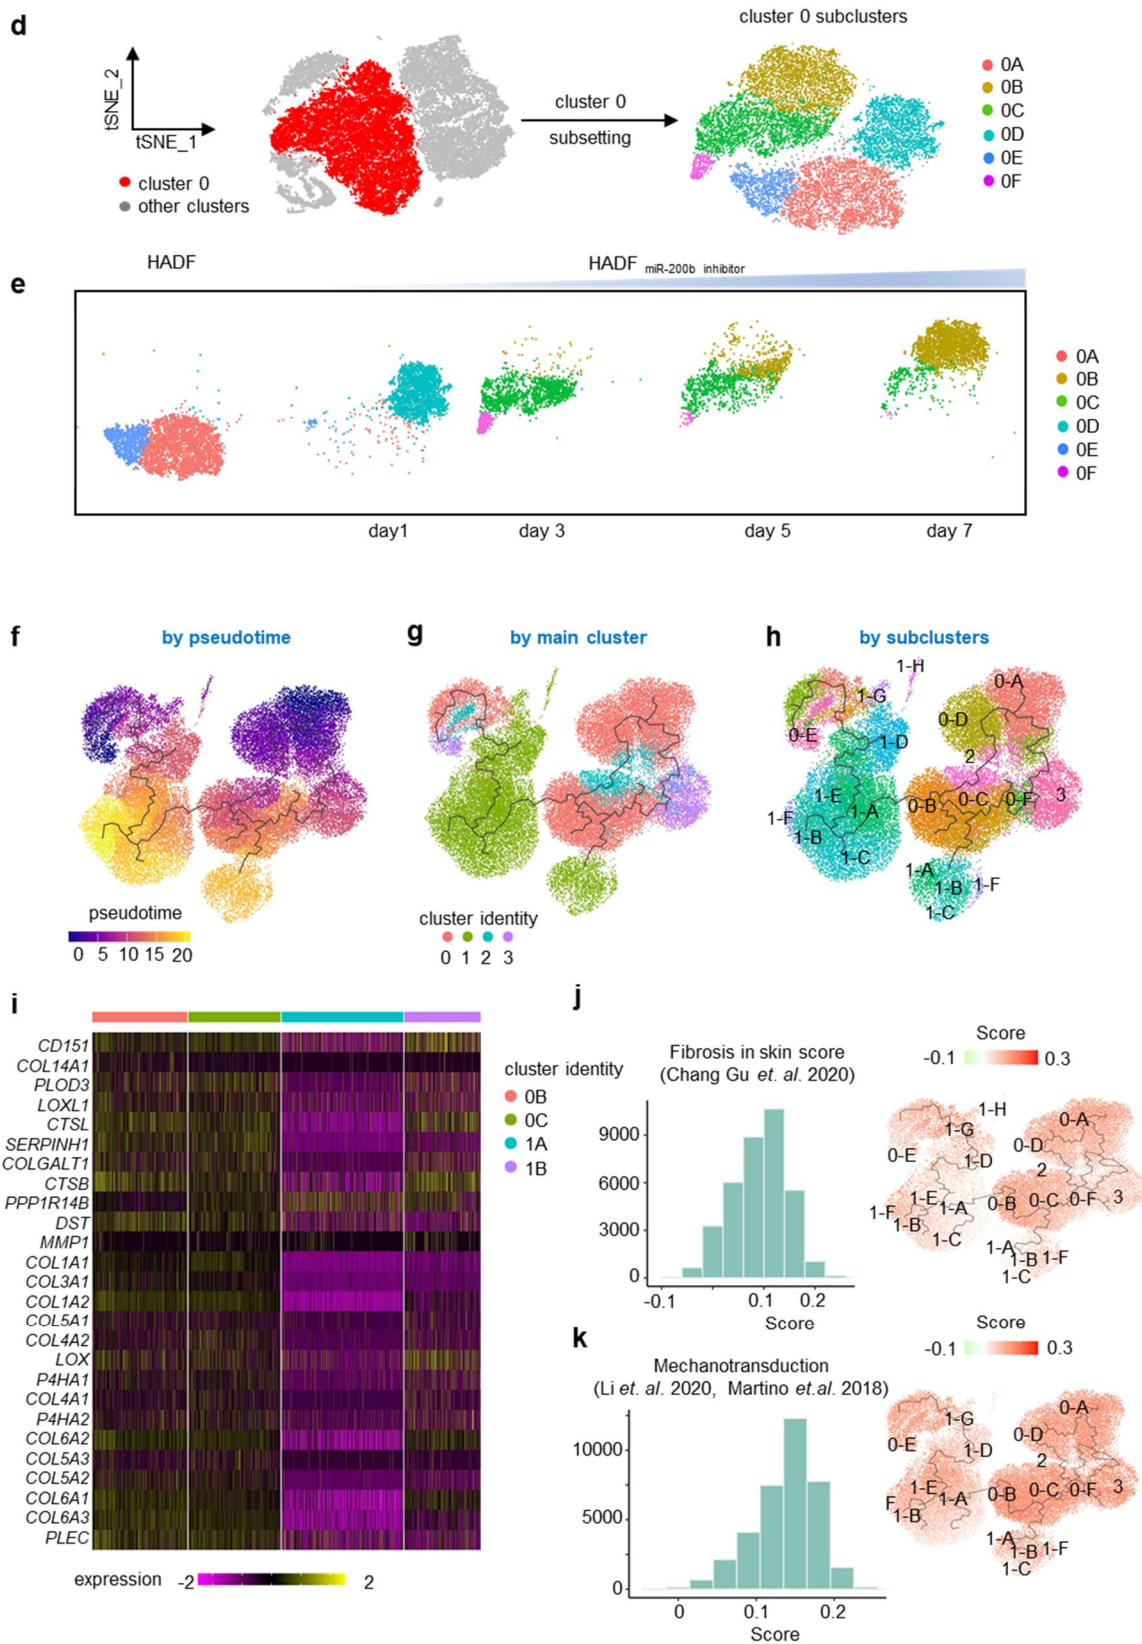 d
cluster 0 subclusters
tSNE_2
tSNE_1
cluster 0
other clusters
cluster 0
subsetting
0A
0B
0C
0D
0E
0F
e
HADF
HADF miR-200b inhibitor
0A
0B
0C
0D
0E
0F
day1
day 3
day 5
day 7
f
by pseudotime
pseudotime
0 5 10 15 20
g
by main cluster
cluster identity
0 1 2 3
h
by subclusters
1-H
0-A
1-G
0-D
0-E
1-D
2
1-E
1-A
0-B
0-C
0-F
3
1-F
1-B
1-C
1-A
1-B
1-F
1-C
i
CD151
COL14A1
PLOD3
LOXL1
CTSL
SERPINH1
COLGALT1
CTSB
PPP1R14B
DST
MMP1
COL1A1
COL3A1
COL1A2
COL5A1
COL4A2
LOX
P4HA1
COL4A1
P4HA2
COL6A2
COL5A3
COL5A2
COL6A1
COL6A3
PLEC
expression -2 2
cluster identity
0B
0C
1A
1B
j
Fibrosis in skin score
(Chang Gu et. al. 2020)
9000
6000
3000
0
-0.1 0.1 0.2
Score
Score
-0.1 0.3
1-H
0-A
1-G
0-D
0-E
1-D
2
1-E
1-A
0-B
0-C
0-F
3
1-F
1-B
1-C
1-A
1-B
1-F
1-C
k
Mechanotransduction
(Li et. al. 2020, Martino et.al. 2018)
10000
5000
0
0 0.1 0.2
Score
Score
-0.1 0.3
0-A
1-G
0-D
0-E
1-D
2
1-E
1-A
0-B
0-C
0-F
3
F
1-B
1-A
1-B
1-F
1-C